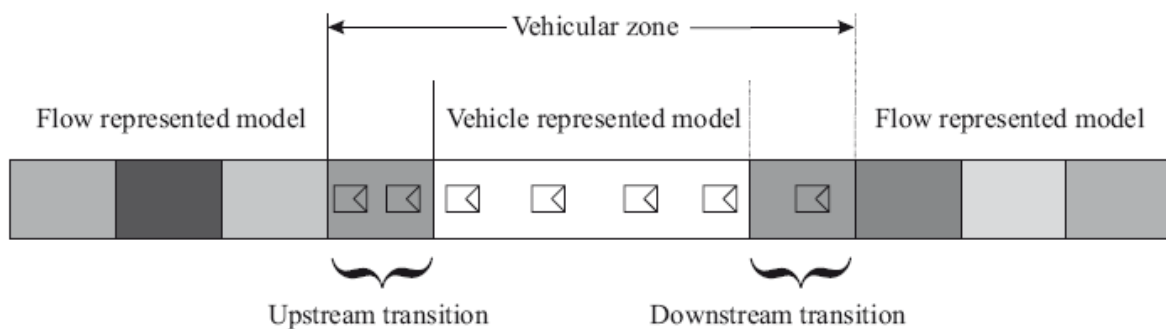 Vehicular zone
Flow represented model
Vehicle represented model
Flow represented model
Upstream transition
Downstream transition